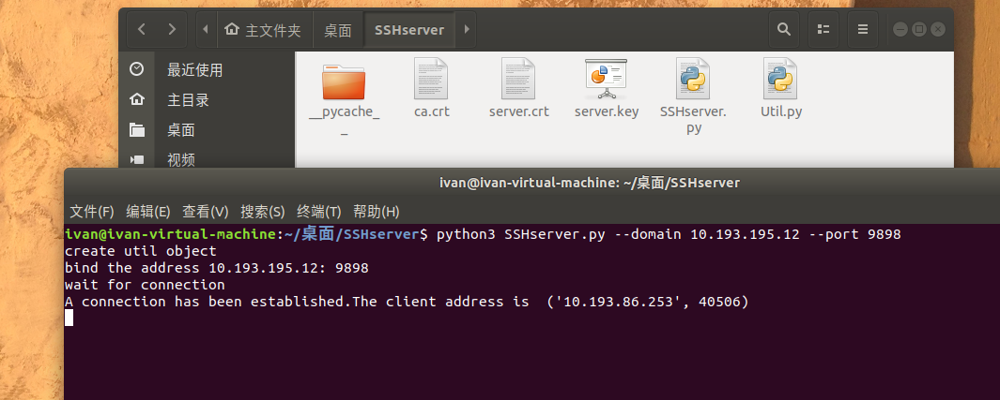 主文件夹 桌面 SSHserver
最近使用
主目录
桌面
视频
__pycache_
_
ca.crt
server.crt
server.key
SSHserver.
py
Util.py
ivan@ivan-virtual-machine: ~/桌面/SSHserver
文件(F) 编辑(E) 查看(V) 搜索(S) 终端(T) 帮助(H)
ivan@ivan-virtual-machine:~/桌面/SSHserver$ python3 SSHserver.py --domain 10.193.195.12 --port 9898
create util object
bind the address 10.193.195.12: 9898
wait for connection
A connection has been established.The client address is  ('10.193.86.253', 40506)